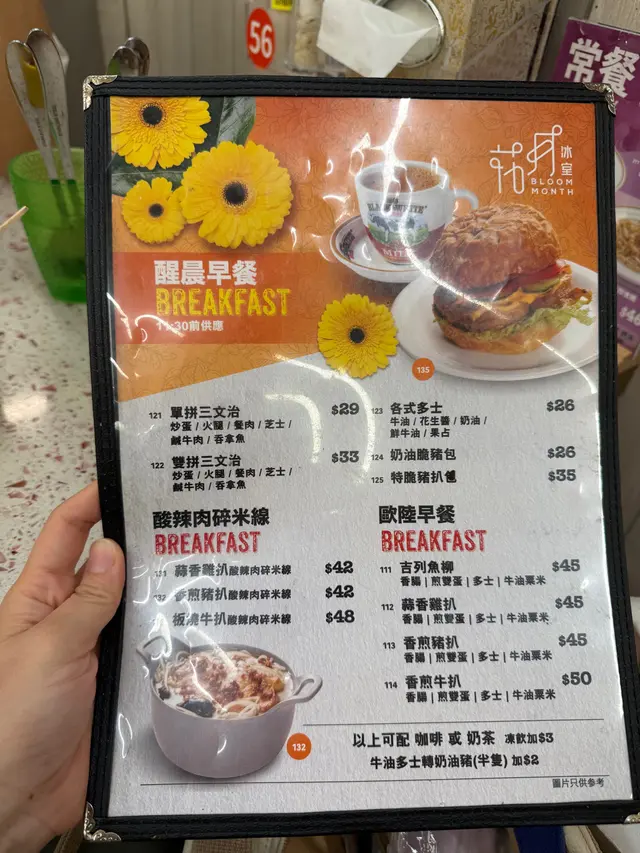 56
常餐
花月冰室
BLOOM
MONTH
醒晨早餐
BREAKFAST
11:30前供應
135
121 單拼三文治 $29
炒蛋 / 火腿 / 餐肉 / 芝士 /
鹹牛肉 / 吞拿魚
122 雙拼三文治 $33
炒蛋 / 火腿 / 餐肉 / 芝士 /
鹹牛肉 / 吞拿魚
123 各式多士 $26
牛油 / 花生醬 / 奶油 /
鮮牛油 / 果占
124 奶油脆豬包 $26
125 特脆豬扒包 $35
酸辣肉碎米線
BREAKFAST
131 蒜香雞扒酸辣肉碎米線 $42
132 香煎豬扒酸辣肉碎米線 $42
板燒牛扒酸辣肉碎米線 $48
132
歐陸早餐
BREAKFAST
111 吉列魚柳 $45
香腸 | 煎雙蛋 | 多士 | 牛油粟米
112 蒜香雞扒 $45
香腸 | 煎雙蛋 | 多士 | 牛油粟米
113 香煎豬扒 $45
香腸 | 煎雙蛋 | 多士 | 牛油粟米
114 香煎牛扒 $50
香腸 | 煎雙蛋 | 多士 | 牛油粟米
以上可配 咖啡 或 奶茶 凍飲加$3
牛油多士轉奶油豬(半隻) 加$2
圖片只供參考